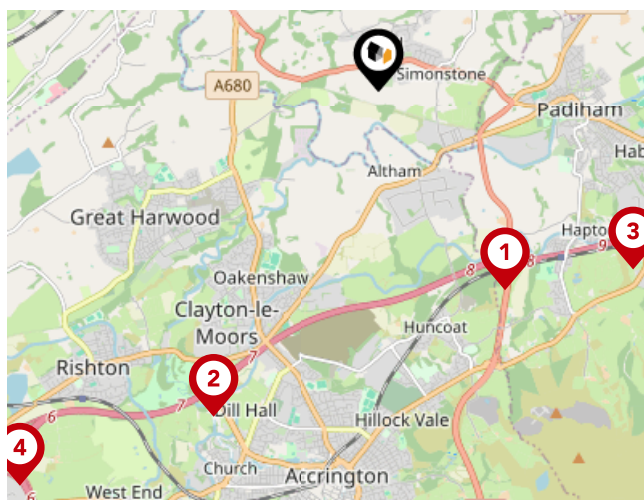 Simonstone
A680
Padiham
Hab
Altham
Great Harwood
Hapto
3
9
1
8
8
Oakenshaw
Clayton-le-
Moors
Huncoat
7
Rishton
2
7
Dill Hall
Hillock Vale
6
4
Church
Accrington
6
West End